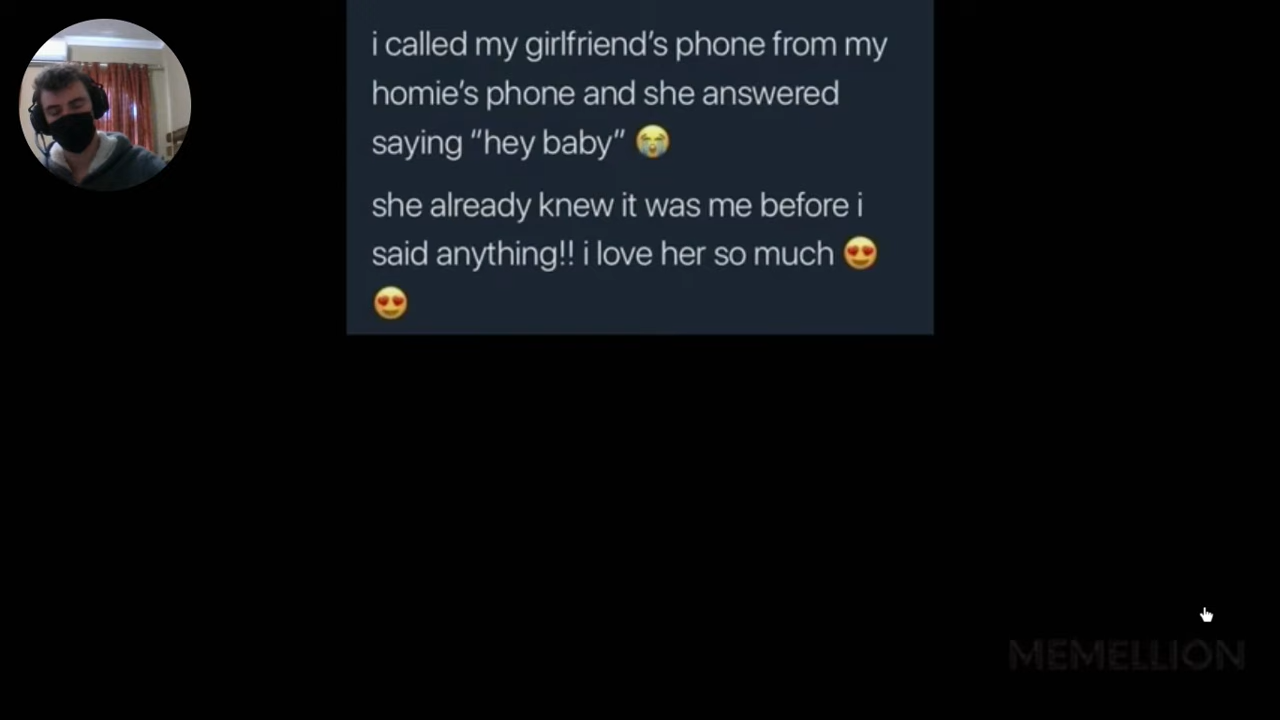 i called my girlfriend’s phone from my
homie’s phone and she answered
saying “hey baby” 😭
she already knew it was me before i
said anything!! i love her so much 😍
😍
MEMELLION